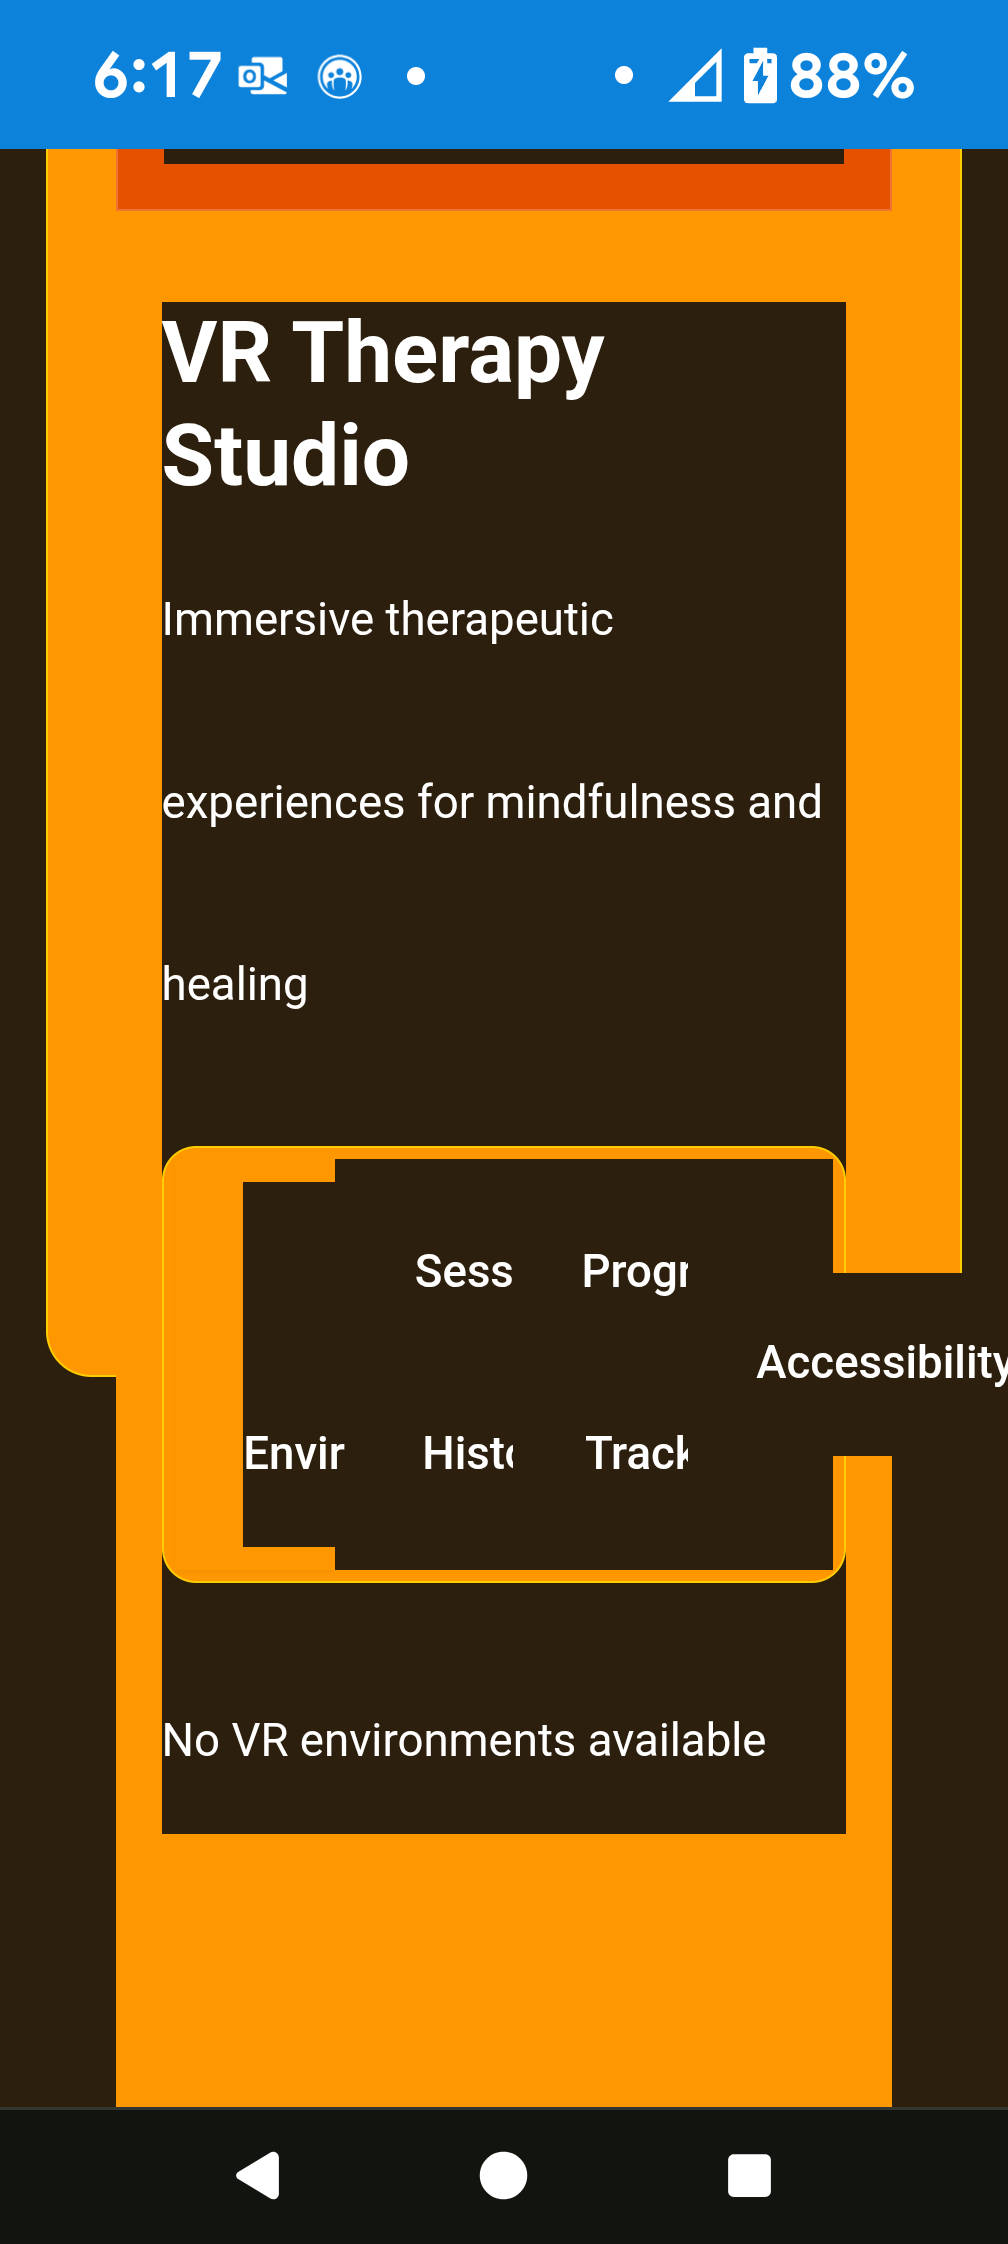 6:17 88%
VR Therapy
Studio
Immersive therapeutic
experiences for mindfulness and
healing
Sess Progr
Accessibility
Envir Histo Track
No VR environments available